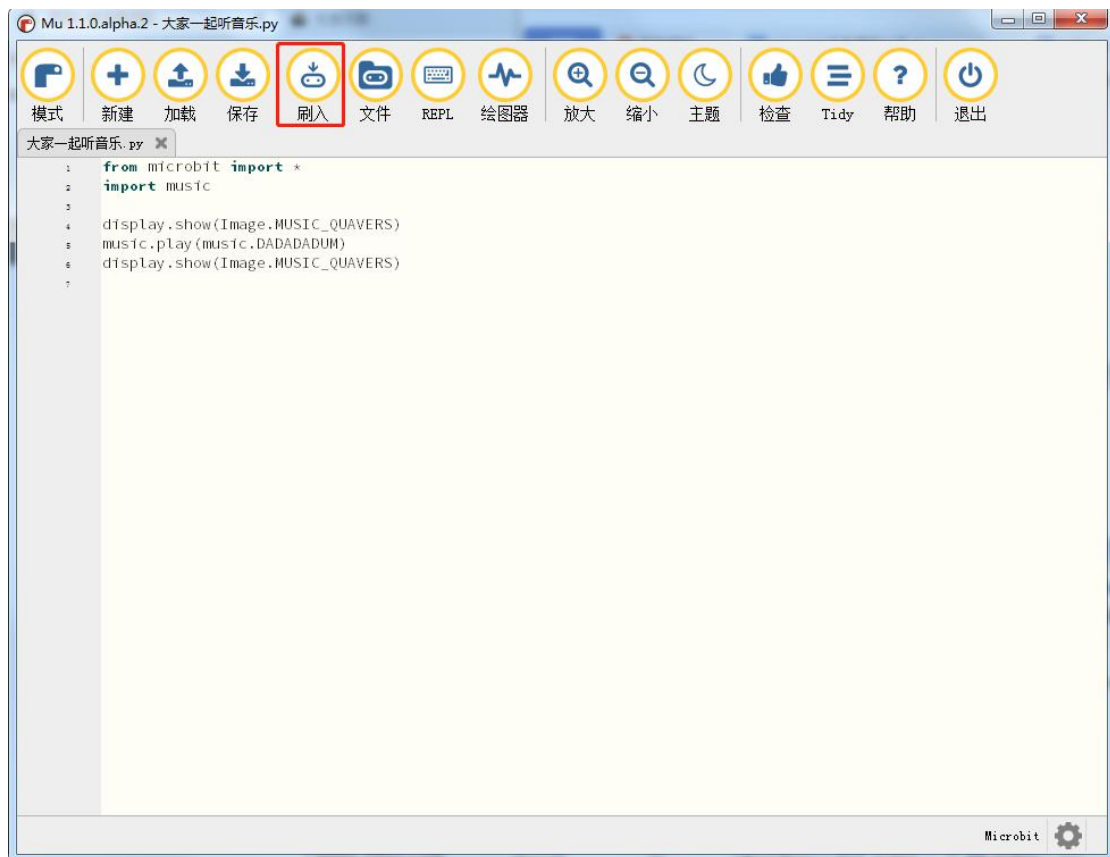 Mu 1.1.0.alpha.2 - 大家一起听音乐.py
模式 新建 加载 保存 刷入 文件 REPL 绘图器 放大 缩小 主题 检查 Tidy 帮助 退出
大家一起听音乐.py
1 from microbit import *
2 import music
3
4 display.show(Image.MUSIC_QUAVERS)
5 music.play(music.DADADADUM)
6 display.show(Image.MUSIC_QUAVERS)
7
Microbit